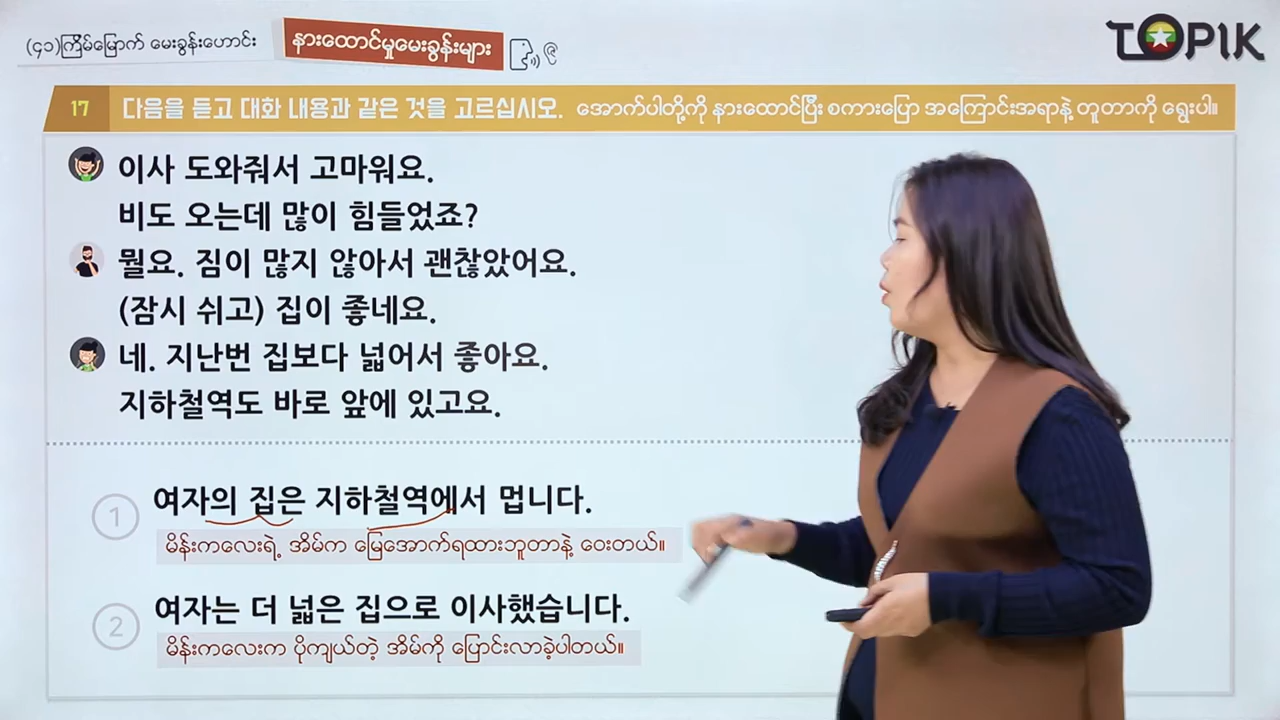 (၄၁)ကြိမ်မြောက် မေးခွန်းဟောင်း
နားထောင်မှုမေးခွန်းများ
၉
TOPIK
17 다음을 듣고 대화 내용과 같은 것을 고르십시오. အောက်ပါတို့ကို နားထောင်ပြီး စကားပြော အကြောင်းအရာနဲ့ တူတာကို ရွေးပါ။
이사 도와줘서 고마워요.
비도 오는데 많이 힘들었죠?
뭘요. 짐이 많지 않아서 괜찮았어요.
(잠시 쉬고) 집이 좋네요.
네. 지난번 집보다 넓어서 좋아요.
지하철역도 바로 앞에 있고요.
1 여자의 집은 지하철역에서 멉니다.
မိန်းကလေးရဲ့ အိမ်က မြေအောက်ရထားဘူတာနဲ့ ဝေးတယ်။
2 여자는 더 넓은 집으로 이사했습니다.
မိန်းကလေးက ပိုကျယ်တဲ့ အိမ်ကို ပြောင်းလာခဲ့ပါတယ်။